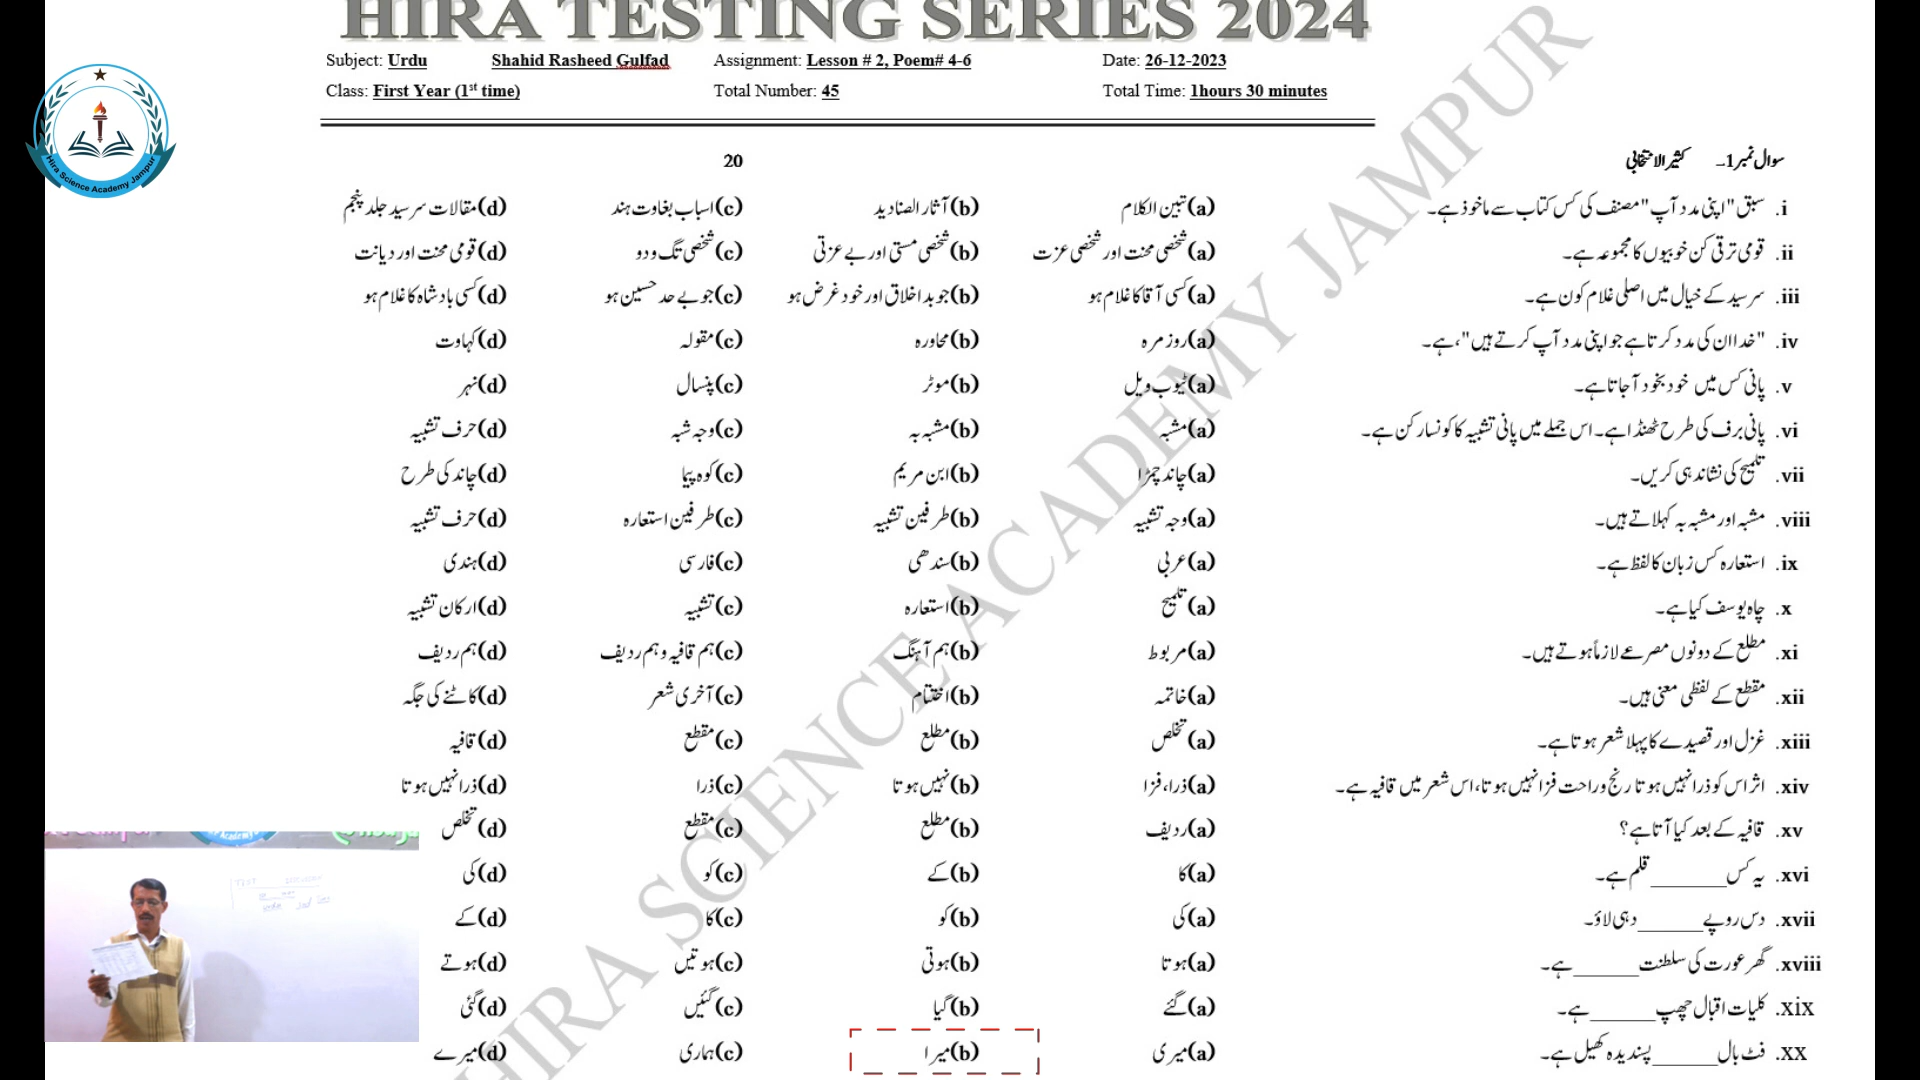 HIRA TESTING SERIES 2024
Subject: Urdu Shahid Rasheed Gulfad Assignment: Lesson # 2, Poem# 4-6 Date: 26-12-2023
Class: First Year (1st time) Total Number: 45 Total Time: 1hours 30 minutes
Hira Science Academy Jampur
سوال نمبر 1۔ کثیر الانتخابی 20
i. سبق "اپنی مدد آپ" مصنف کی کس کتاب سے ماخوذ ہے۔ (a) تبین الکلام (b) آثار الصنادید (c) اسباب بغاوت ہند (d) مقالات سرسید جلد پنجم
ii. قومی ترقی کن خوبیوں کا مجموعہ ہے۔ (a) شخصی محنت اور شخصی عزت (b) شخصی مستی اور بے عزتی (c) شخصی تگ و دو (d) قومی محنت اور دیانت
iii. سرسید کے خیال میں اصلی غلام کون ہے۔ (a) کسی آقا کا غلام ہو (b) جو بد اخلاق اور خود غرض ہو (c) جو بے حد حسین ہو (d) کسی بادشاہ کا غلام ہو
iv. "خدا ان کی مدد کرتا ہے جو اپنی مدد آپ کرتے ہیں"، ہے۔ (a) روز مرہ (b) محاورہ (c) مقولہ (d) کہاوت
v. پانی کس میں خود بخود آجاتا ہے۔ (a) ٹیوب ویل (b) موٹر (c) پنسال (d) نہر
vi. پانی برف کی طرح ٹھنڈا ہے۔ اس جملے میں پانی تشبیہ کا کونسا رکن ہے۔ (a) مشبہ (b) مشبہ بہ (c) وجہ شبہ (d) حرف تشبیہ
vii. تلمیح کی نشاندہی کریں۔ (a) چاند چہڑا (b) ابن مریم (c) کوہ پیما (d) چاند کی طرح
viii. مشبہ اور مشبہ بہ کہلاتے ہیں۔ (a) وجہ تشبیہ (b) طرفین تشبیہ (c) طرفین استعارہ (d) حرف تشبیہ
ix. استعارہ کس زبان کا لفظ ہے۔ (a) عربی (b) سندھی (c) فارسی (d) ہندی
x. چاہ یوسف کیا ہے۔ (a) تلمیح (b) استعارہ (c) تشبیہ (d) ارکان تشبیہ
xi. مطلع کے دونوں مصرعے لازماً ہوتے ہیں۔ (a) مربوط (b) ہم آہنگ (c) ہم قافیہ و ہم ردیف (d) ہم ردیف
xii. مقطع کے لفظی معنی ہیں۔ (a) خاتمہ (b) اختتام (c) آخری شعر (d) کاٹنے کی جگہ
xiii. غزل اور قصیدے کا پہلا شعر ہوتا ہے۔ (a) تخلص (b) مطلع (c) مقطع (d) قافیہ
xiv. اثر اس کو ذرا نہیں ہوتا رنج وراحت فزا نہیں ہوتا، اس شعر میں قافیہ ہے۔ (a) ذرا، فزا (b) نہیں ہوتا (c) ذرا (d) ذرا نہیں ہوتا
xv. قافیہ کے بعد کیا آتا ہے؟ (a) ردیف (b) مطلع (c) مقطع (d) تخلص
xvi. یہ کس ______ قلم ہے۔ (a) کا (b) کے (c) کو (d) کی
xvii. دس روپے ______ دہی لاؤ۔ (a) کی (b) کو (c) کا (d) کے
xviii. گھر عورت کی سلطنت ______ ہے۔ (a) ہوتا (b) ہوتی (c) ہوتیں (d) ہوتے
xix. کلیات اقبال چھپ ______ ہے۔ (a) گئے (b) گیا (c) گئیں (d) گئی
xx. فٹ بال ______ پسندیدہ کھیل ہے۔ (a) میری (b) میرا (c) ہماری (d) میرے
HIRA SCIENCE ACADEMY JAMPUR